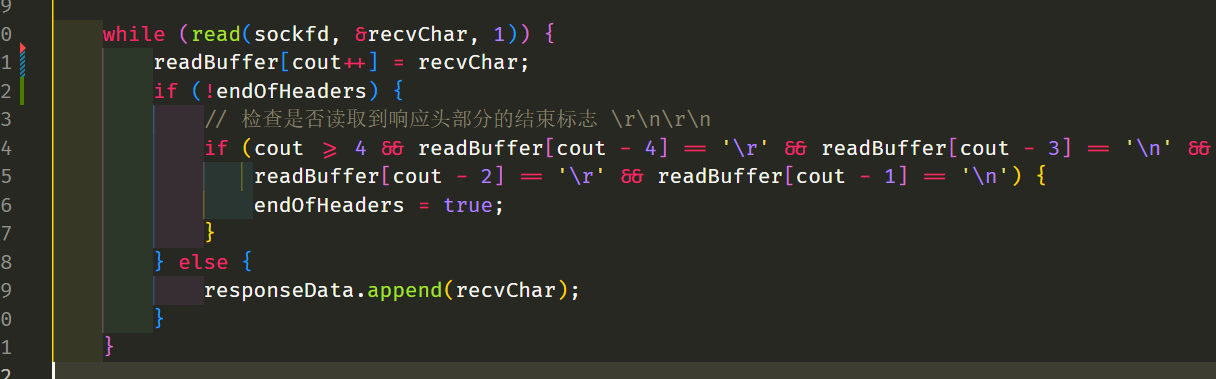 9
0 while (read(sockfd, &recvChar, 1)) {
1 readBuffer[cout++] = recvChar;
2 if (!endOfHeaders) {
3 // 检查是否读取到响应头部分的结束标志 \r\n\r\n
4 if (cout >= 4 && readBuffer[cout - 4] == '\r' && readBuffer[cout - 3] == '\n' &&
5 readBuffer[cout - 2] == '\r' && readBuffer[cout - 1] == '\n') {
6 endOfHeaders = true;
7 }
8 } else {
9 responseData.append(recvChar);
0 }
1 }
2